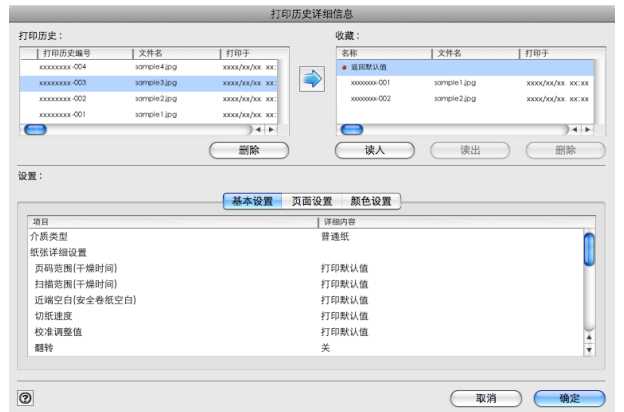 打印历史详细信息
打印历史：
收藏：
打印历史编号 文件名 打印于
xxxxxxxx-004 sample4.jpg xxxx/xx/xx xx:
xxxxxxxx-003 sample3.jpg xxxx/xx/xx xx:
xxxxxxxx-002 sample2.jpg xxxx/xx/xx xx:
xxxxxxxx-001 sample1.jpg xxxx/xx/xx xx:
名称 文件名 打印于
返回默认值
xxxxxxxx-001 sample1.jpg xxxx/xx/xx xx:xx
xxxxxxxx-002 sample2.jpg xxxx/xx/xx xx:xx
删除
读入 读出 删除
设置：
基本设置 页面设置 颜色设置
项目 详细内容
介质类型 普通纸
纸张详细设置
页码范围(干燥时间) 打印默认值
扫描范围(干燥时间) 打印默认值
近端空白(安全卷纸空白) 打印默认值
切纸速度 打印默认值
校准调整值 打印默认值
翻转 关
?
取消 确定